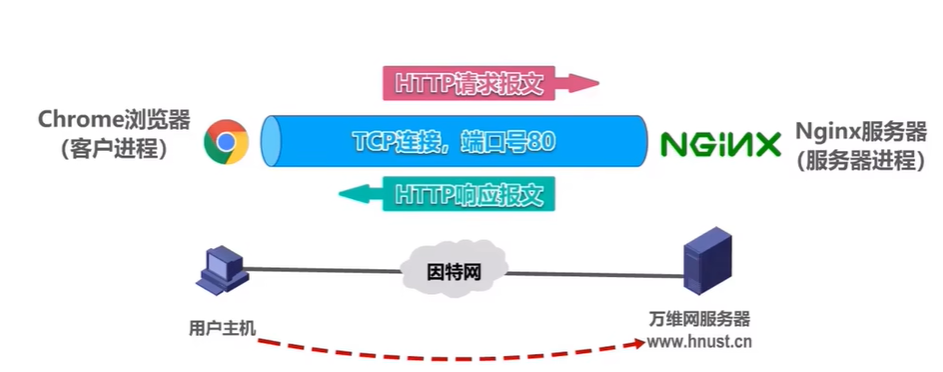 HTTP请求报文
Chrome浏览器
（客户进程）
TCP连接，端口号80
NGINX
Nginx服务器
（服务器进程）
HTTP响应报文
因特网
用户主机
万维网服务器
www.hnust.cn